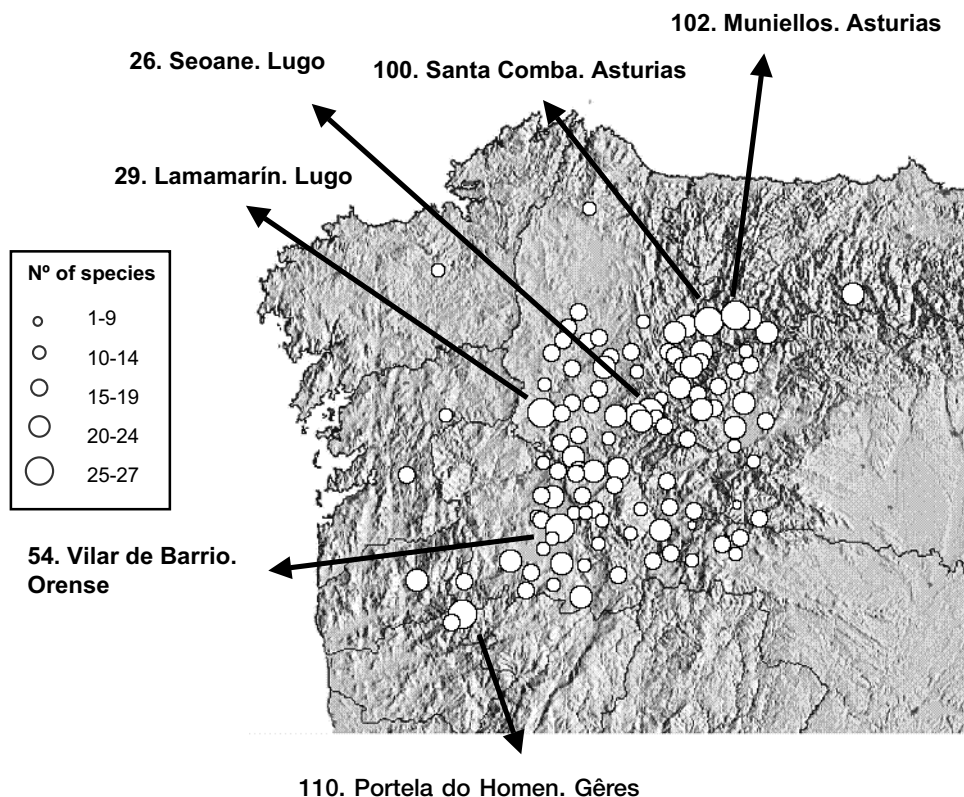 102. Muniellos. Asturias
26. Seoane. Lugo
100. Santa Comba. Asturias
29. Lamamarín. Lugo
Nº of species
1-9
10-14
15-19
20-24
25-27
54. Vilar de Barrio.
Orense
110. Portela do Homen. Gêres